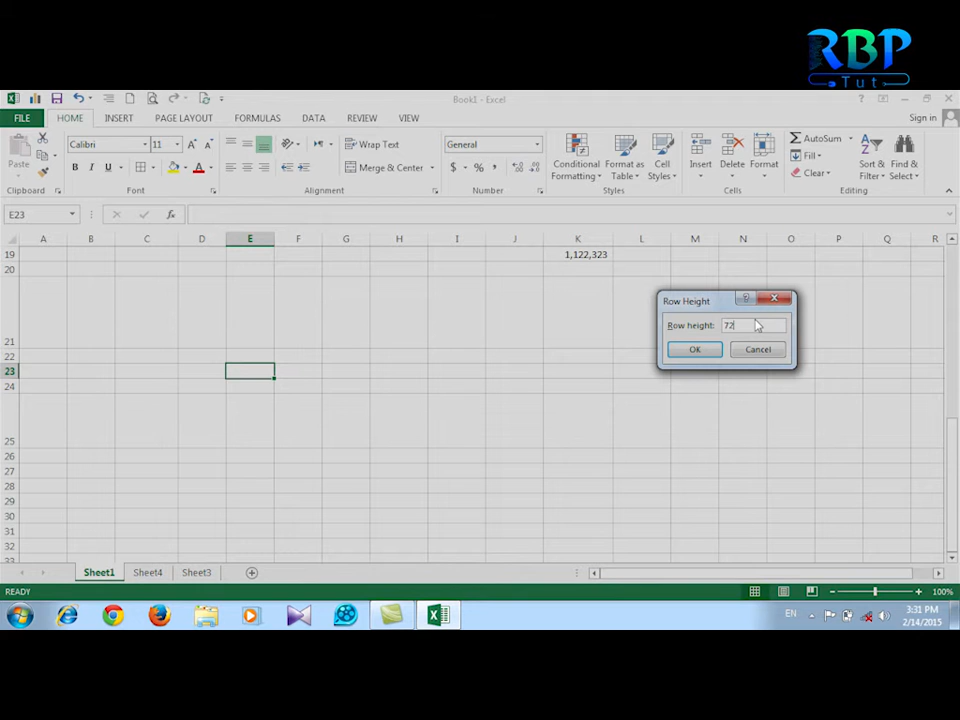 RBP
Tut
Book1 - Excel
FILE HOME INSERT PAGE LAYOUT FORMULAS DATA REVIEW VIEW Sign in
Calibri 11 Wrap Text General AutoSum
Paste B I U Merge & Center $ % , Conditional Formatting Format as Table Cell Styles Insert Delete Format Fill Clear Sort & Filter Find & Select
Clipboard Font Alignment Number Styles Cells Editing
E23 fx
A B C D E F G H I J K L M N O P Q R
19 1,122,323
20
Row Height
Row height: 72
21
OK Cancel
22
23
24
25
26
27
28
29
30
31
32
33
Sheet1 Sheet4 Sheet3
READY 100%
EN 3:31 PM
2/14/2015